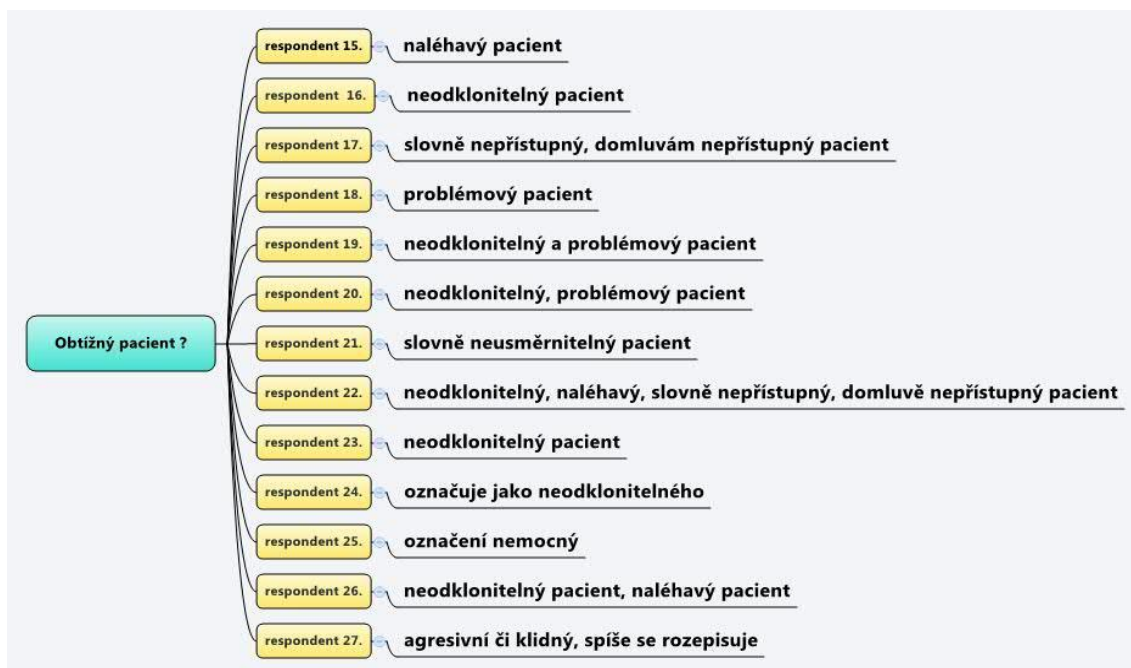 respondent 15. naléhavý pacient
respondent 16. neodklonitelný pacient
respondent 17. slovně nepřístupný, domluvám nepřístupný pacient
respondent 18. problémový pacient
respondent 19. neodklonitelný a problémový pacient
respondent 20. neodklonitelný, problémový pacient
Obtížný pacient ?
respondent 21. slovně neusměrnitelný pacient
respondent 22. neodklonitelný, naléhavý, slovně nepřístupný, domluvě nepřístupný pacient
respondent 23. neodklonitelný pacient
respondent 24. označuje jako neodklonitelného
respondent 25. označení nemocný
respondent 26. neodklonitelný pacient, naléhavý pacient
respondent 27. agresivní či klidný, spíše se rozepisuje